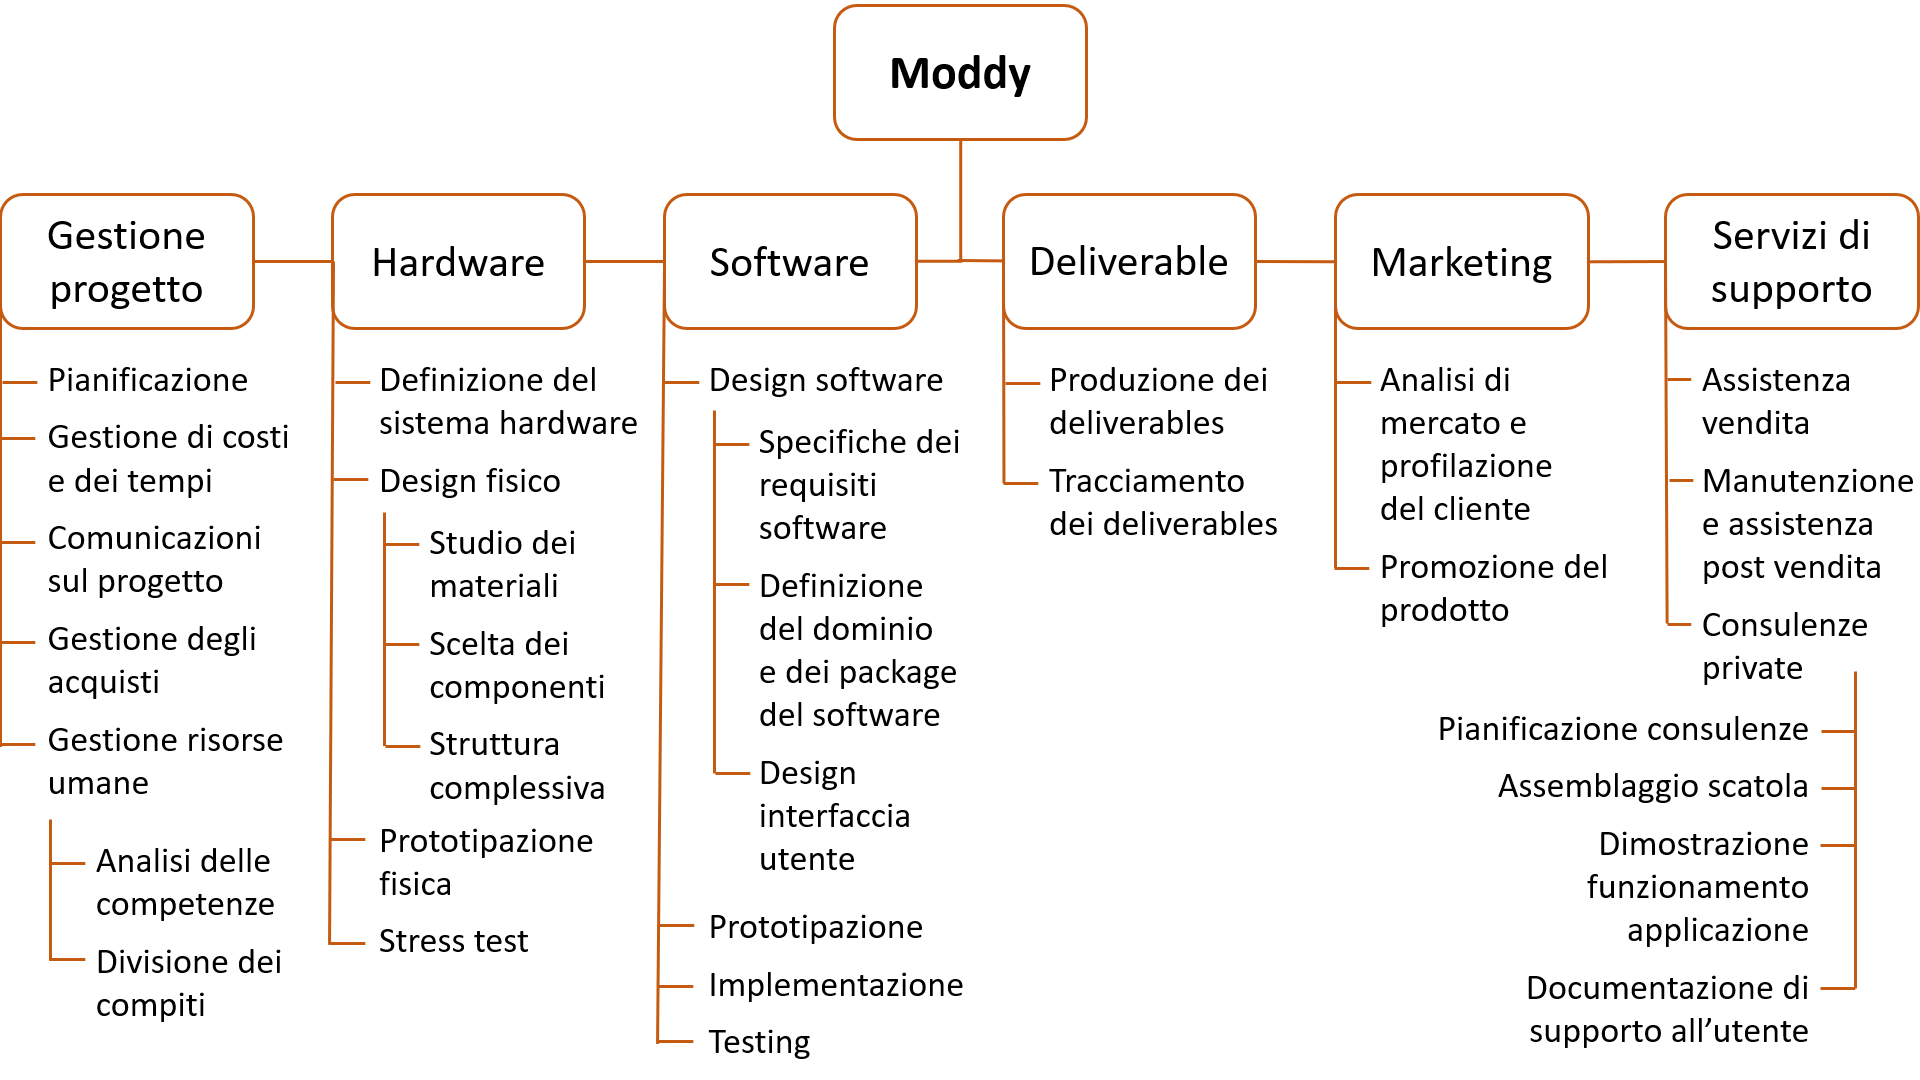 Moddy
Gestione
progetto
Pianificazione
Gestione di costi
e dei tempi
Comunicazioni
sul progetto
Gestione degli
acquisti
Gestione risorse
umane
Analisi delle
competenze
Divisione dei
compiti
Hardware
Definizione del
sistema hardware
Design fisico
Studio dei
materiali
Scelta dei
componenti
Struttura
complessiva
Prototipazione
fisica
Stress test
Software
Design software
Specifiche dei
requisiti
software
Definizione
del dominio
e dei package
del software
Design
interfaccia
utente
Prototipazione
Implementazione
Testing
Deliverable
Produzione dei
deliverables
Tracciamento
dei deliverables
Marketing
Analisi di
mercato e
profilazione
del cliente
Promozione del
prodotto
Servizi di
supporto
Assistenza
vendita
Manutenzione
e assistenza
post vendita
Consulenze
private
Pianificazione consulenze
Assemblaggio scatola
Dimostrazione
funzionamento
applicazione
Documentazione di
supporto all’utente